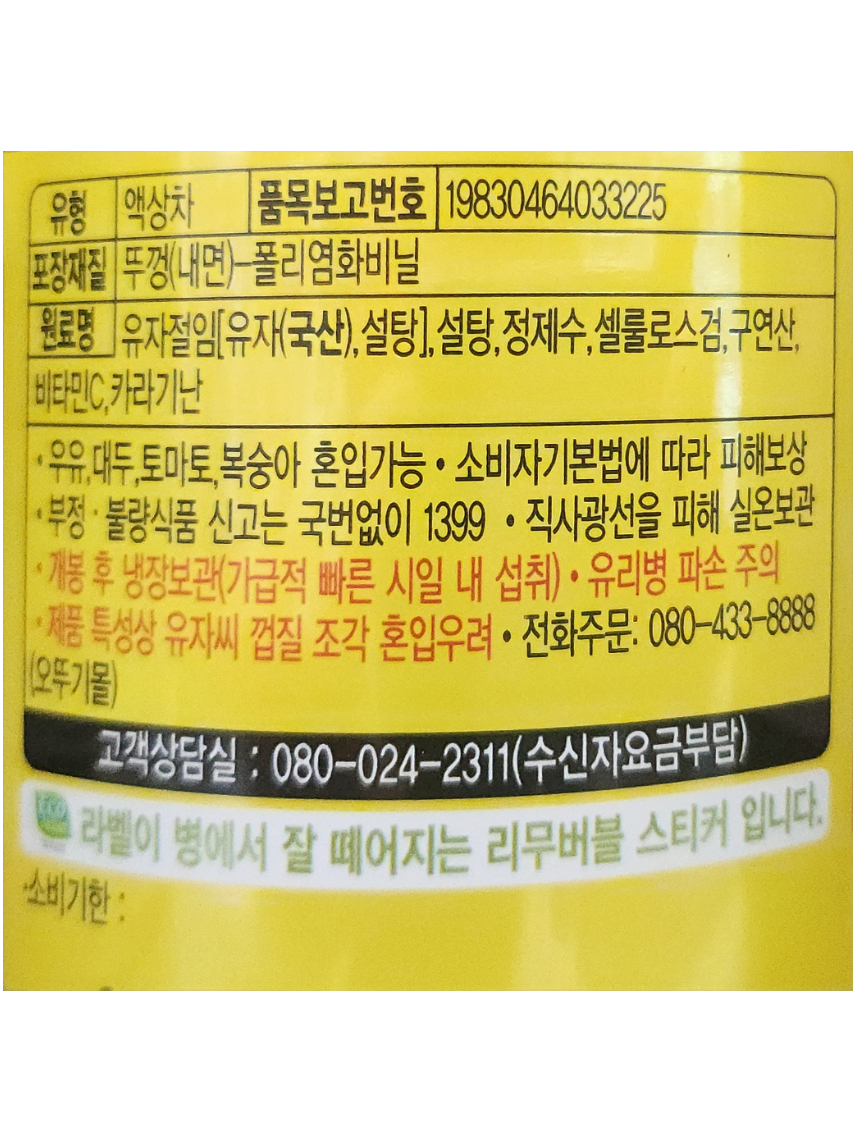 유형 액상차 품목보고번호 19830464033225
포장재질 뚜껑(내면)-폴리염화비닐
원료명 유자절임[유자(국산),설탕],설탕,정제수,셀룰로스검,구연산,
비타민C,카라기난
·우유,대두,토마토,복숭아 혼입가능 • 소비자기본법에 따라 피해보상
·부정·불량식품 신고는 국번없이 1399 • 직사광선을 피해 실온보관
·개봉 후 냉장보관(가급적 빠른 시일 내 섭취) • 유리병 파손 주의
·제품 특성상 유자씨 껍질 조각 혼입우려 • 전화주문: 080-433-8888
(오뚜기몰)
고객상담실 : 080-024-2311(수신자요금부담)
ECO 라벨이 병에서 잘 떼어지는 리무버블 스티커 입니다.
·소비기한 :